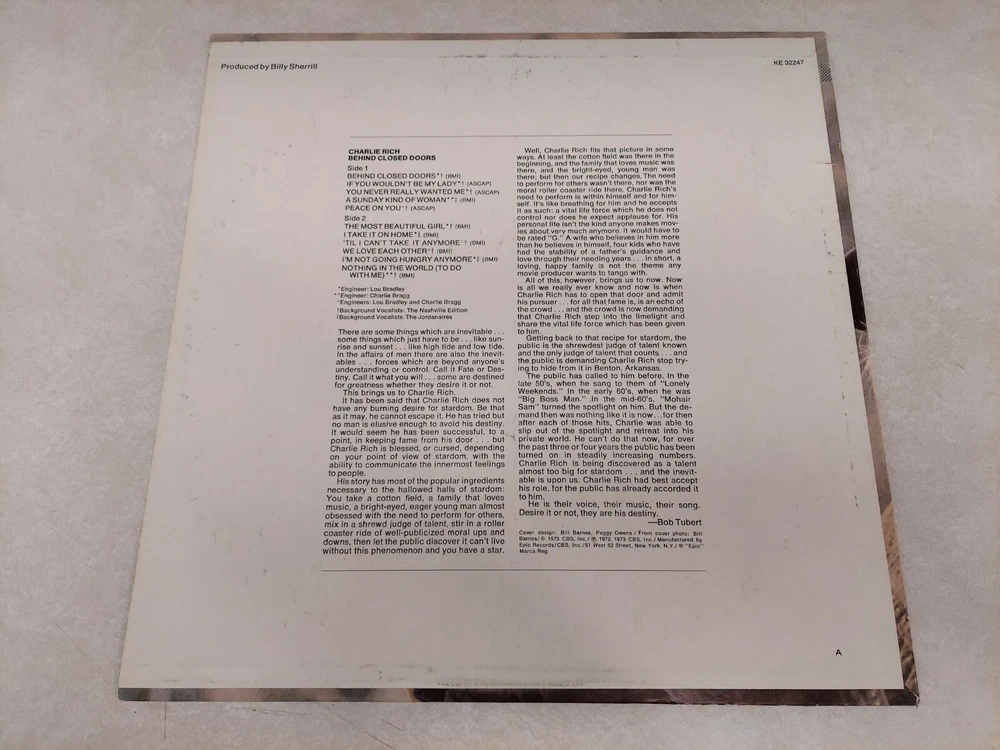 Produced by Billy Sherrill
KE 32247
CHARLIE RICH
BEHIND CLOSED DOORS
Side 1
BEHIND CLOSED DOORS*† (BMI)
IF YOU WOULDN'T BE MY LADY*† (ASCAP)
YOU NEVER REALLY WANTED ME*† (ASCAP)
A SUNDAY KIND OF WOMAN**‡ (BMI)
PEACE ON YOU*† (ASCAP)
Side 2
THE MOST BEAUTIFUL GIRL*† (BMI)
I TAKE IT ON HOME*‡ (BMI)
'TIL I CAN'T TAKE IT ANYMORE*† (BMI)
WE LOVE EACH OTHER*† (BMI)
I'M NOT GOING HUNGRY ANYMORE*‡ (BMI)
NOTHING IN THE WORLD (TO DO
WITH ME)**† (BMI)
*Engineer: Lou Bradley
**Engineer: Charlie Bragg
*Engineers: Lou Bradley and Charlie Bragg
†Background Vocalists: The Nashville Edition
‡Background Vocalists: The Jordanaires
There are some things which are inevitable . . .
some things which just have to be . . . like sun-
rise and sunset . . . like high tide and low tide.
In the affairs of men there are also the inevit-
ables . . . forces which are beyond anyone's
understanding or control. Call it Fate or Des-
tiny. Call it what you will . . . some are destined
for greatness whether they desire it or not.
This brings us to Charlie Rich.
It has been said that Charlie Rich does not
have any burning desire for stardom. Be that
as it may, he cannot escape it. He has tried but
no man is elusive enough to avoid his destiny.
It would seem he has been successful, to a
point, in keeping fame from his door . . . but
Charlie Rich is blessed, or cursed, depending
on your point of view of stardom, with the
ability to communicate the innermost feelings
to people.
His story has most of the popular ingredients
necessary to the hallowed halls of stardom:
You take a cotton field, a family that loves
music, a bright-eyed, eager young man almost
obsessed with the need to perform for others,
mix in a shrewd judge of talent, stir in a roller
coaster ride of well-publicized moral ups and
downs, then let the public discover it can't live
without this phenomenon and you have a star.
Well, Charlie Rich fits that picture in some
ways. At least the cotton field was there in the
beginning, and the family that loves music was
there, and the bright-eyed, young man was
there; but then our recipe changes. The need
to perform for others wasn't there, nor was the
moral roller coaster ride there. Charlie Rich's
need to perform is within himself and for him-
self. It's like breathing for him and he accepts
it as such: a vital life force which he does not
control nor does he expect applause for. His
personal life isn't the kind anyone makes mov-
ies about very much anymore. It would have to
be rated "G." A wife who believes in him more
than he believes in himself, four kids who have
had the stability of a father's guidance and
love through their needing years . . . In short, a
loving, happy family is not the theme any
movie producer wants to tango with.
All of this, however, brings us to now. Now
is all we really ever know and now is when
Charlie Rich has to open that door and admit
his pursuer . . . for all that fame is, is an echo of
the crowd . . . and the crowd is now demanding
that Charlie Rich step into the limelight and
share the vital life force which has been given
to him.
Getting back to that recipe for stardom, the
public is the shrewdest judge of talent known
and the only judge of talent that counts . . . and
the public is demanding Charlie Rich stop try-
ing to hide from it in Benton, Arkansas.
The public has called to him before. In the
late 50's, when he sang to them of "Lonely
Weekends." In the early 60's, when he was
"Big Boss Man." In the mid-60's, "Mohair
Sam" turned the spotlight on him. But the de-
mand then was nothing like it is now . . . for then
after each of those hits, Charlie was able to
slip out of the spotlight and retreat into his
private world. He can't do that now, for over
the past three or four years the public has been
turned on in steadily increasing numbers.
Charlie Rich is being discovered as a talent
almost too big for stardom . . . and the inevit-
able is upon us. Charlie Rich had best accept
his role, for the public has already accorded it
to him.
He is their voice, their music, their song.
Desire it or not, they are his destiny.
—Bob Tubert
Cover design: Bill Barnes, Peggy Owens / Front cover photo: Bill
Barnes/ © 1973 CBS, Inc./ ℗ 1972, 1973 CBS, Inc./ Manufactured by
Epic Records/CBS, Inc./51 West 52 Street, New York, N.Y./ ® "Epic"
Marca Reg.
A